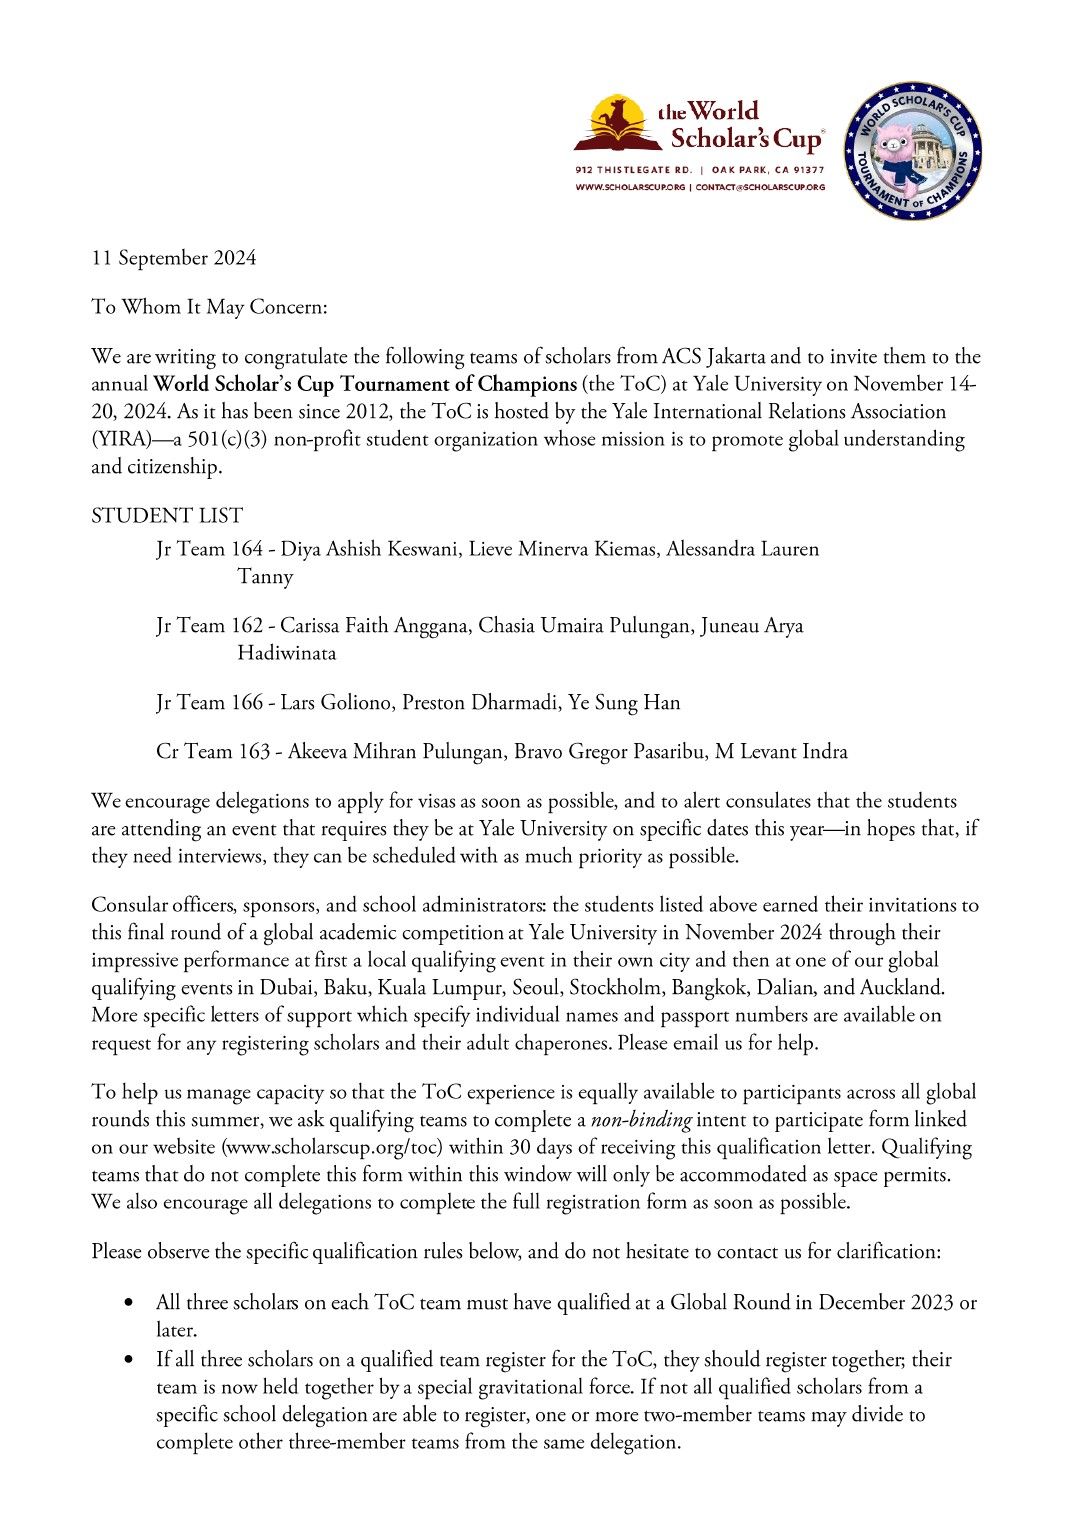 the World
Scholar's Cup®
912 THISTLEGATE RD. | OAK PARK, CA 91377
WWW.SCHOLARSCUP.ORG | CONTACT@SCHOLARSCUP.ORG
WORLD SCHOLAR'S CUP
TOURNAMENT OF CHAMPIONS
11 September 2024
To Whom It May Concern:
We are writing to congratulate the following teams of scholars from ACS Jakarta and to invite them to the
annual World Scholar's Cup Tournament of Champions (the ToC) at Yale University on November 14-
20, 2024. As it has been since 2012, the ToC is hosted by the Yale International Relations Association
(YIRA)—a 501(c)(3) non-profit student organization whose mission is to promote global understanding
and citizenship.
STUDENT LIST
Jr Team 164 - Diya Ashish Keswani, Lieve Minerva Kiemas, Alessandra Lauren
Tanny
Jr Team 162 - Carissa Faith Anggana, Chasia Umaira Pulungan, Juneau Arya
Hadiwinata
Jr Team 166 - Lars Goliono, Preston Dharmadi, Ye Sung Han
Cr Team 163 - Akeeva Mihran Pulungan, Bravo Gregor Pasaribu, M Levant Indra
We encourage delegations to apply for visas as soon as possible, and to alert consulates that the students
are attending an event that requires they be at Yale University on specific dates this year—in hopes that, if
they need interviews, they can be scheduled with as much priority as possible.
Consular officers, sponsors, and school administrators: the students listed above earned their invitations to
this final round of a global academic competition at Yale University in November 2024 through their
impressive performance at first a local qualifying event in their own city and then at one of our global
qualifying events in Dubai, Baku, Kuala Lumpur, Seoul, Stockholm, Bangkok, Dalian, and Auckland.
More specific letters of support which specify individual names and passport numbers are available on
request for any registering scholars and their adult chaperones. Please email us for help.
To help us manage capacity so that the ToC experience is equally available to participants across all global
rounds this summer, we ask qualifying teams to complete a non-binding intent to participate form linked
on our website (www.scholarscup.org/toc) within 30 days of receiving this qualification letter. Qualifying
teams that do not complete this form within this window will only be accommodated as space permits.
We also encourage all delegations to complete the full registration form as soon as possible.
Please observe the specific qualification rules below, and do not hesitate to contact us for clarification:
• All three scholars on each ToC team must have qualified at a Global Round in December 2023 or
later.
• If all three scholars on a qualified team register for the ToC, they should register together; their
team is now held together by a special gravitational force. If not all qualified scholars from a
specific school delegation are able to register, one or more two-member teams may divide to
complete other three-member teams from the same delegation.